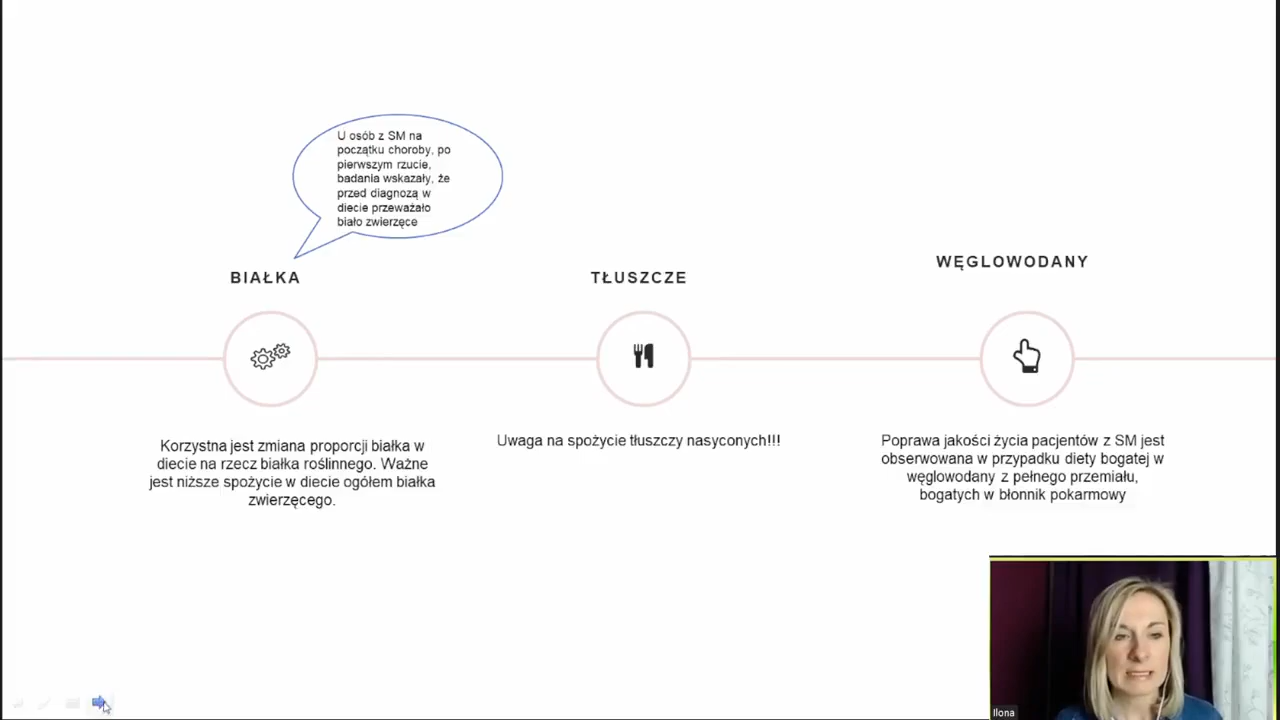 U osób z SM na
początku choroby, po
pierwszym rzucie,
badania wskazały, że
przed diagnozą w
diecie przeważało
biało zwierzęce
BIAŁKA
TŁUSZCZE
WĘGLOWODANY
Korzystna jest zmiana proporcji białka w
diecie na rzecz białka roślinnego. Ważne
jest niższe spożycie w diecie ogółem białka
zwierzęcego.
Uwaga na spożycie tłuszczy nasyconych!!!
Poprawa jakości życia pacjentów z SM jest
obserwowana w przypadku diety bogatej w
węglowodany z pełnego przemiału,
bogatych w błonnik pokarmowy
Ilona